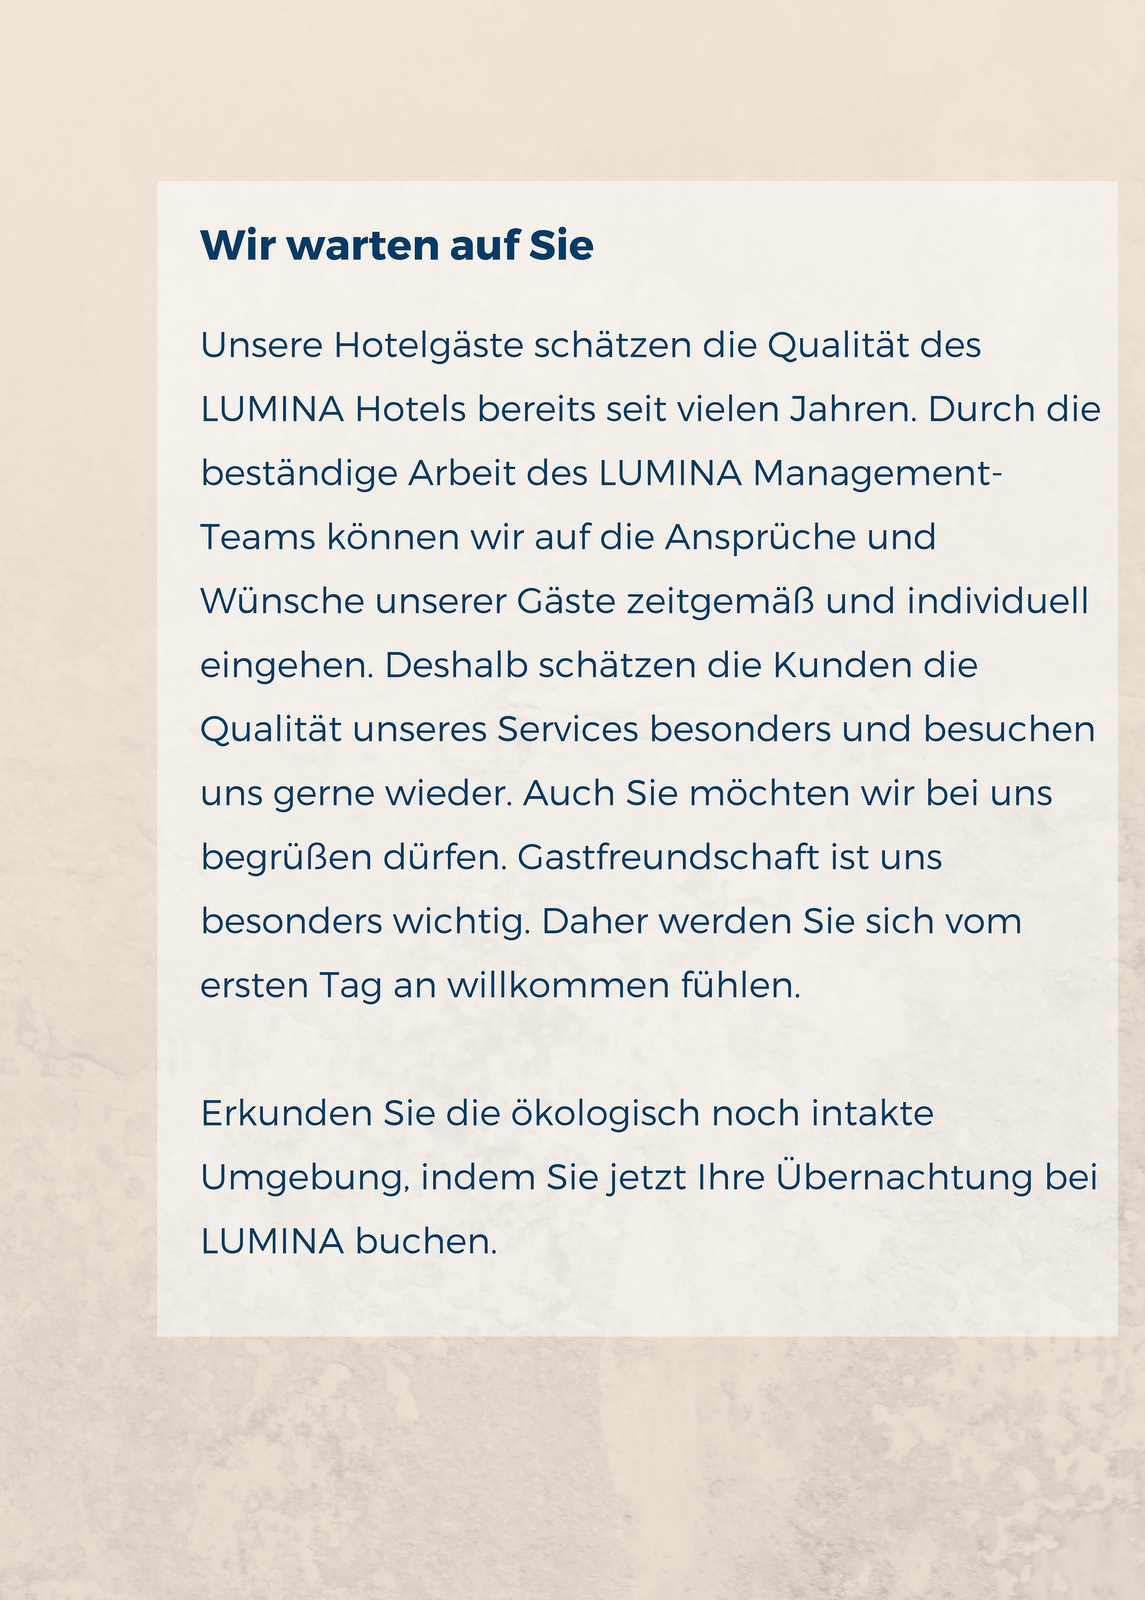 Wir warten auf Sie
Unsere Hotelgäste schätzen die Qualität des
LUMINA Hotels bereits seit vielen Jahren. Durch die
beständige Arbeit des LUMINA Management-
Teams können wir auf die Ansprüche und
Wünsche unserer Gäste zeitgemäß und individuell
eingehen. Deshalb schätzen die Kunden die
Qualität unseres Services besonders und besuchen
uns gerne wieder. Auch Sie möchten wir bei uns
begrüßen dürfen. Gastfreundschaft ist uns
besonders wichtig. Daher werden Sie sich vom
ersten Tag an willkommen fühlen.
Erkunden Sie die ökologisch noch intakte
Umgebung, indem Sie jetzt Ihre Übernachtung bei
LUMINA buchen.